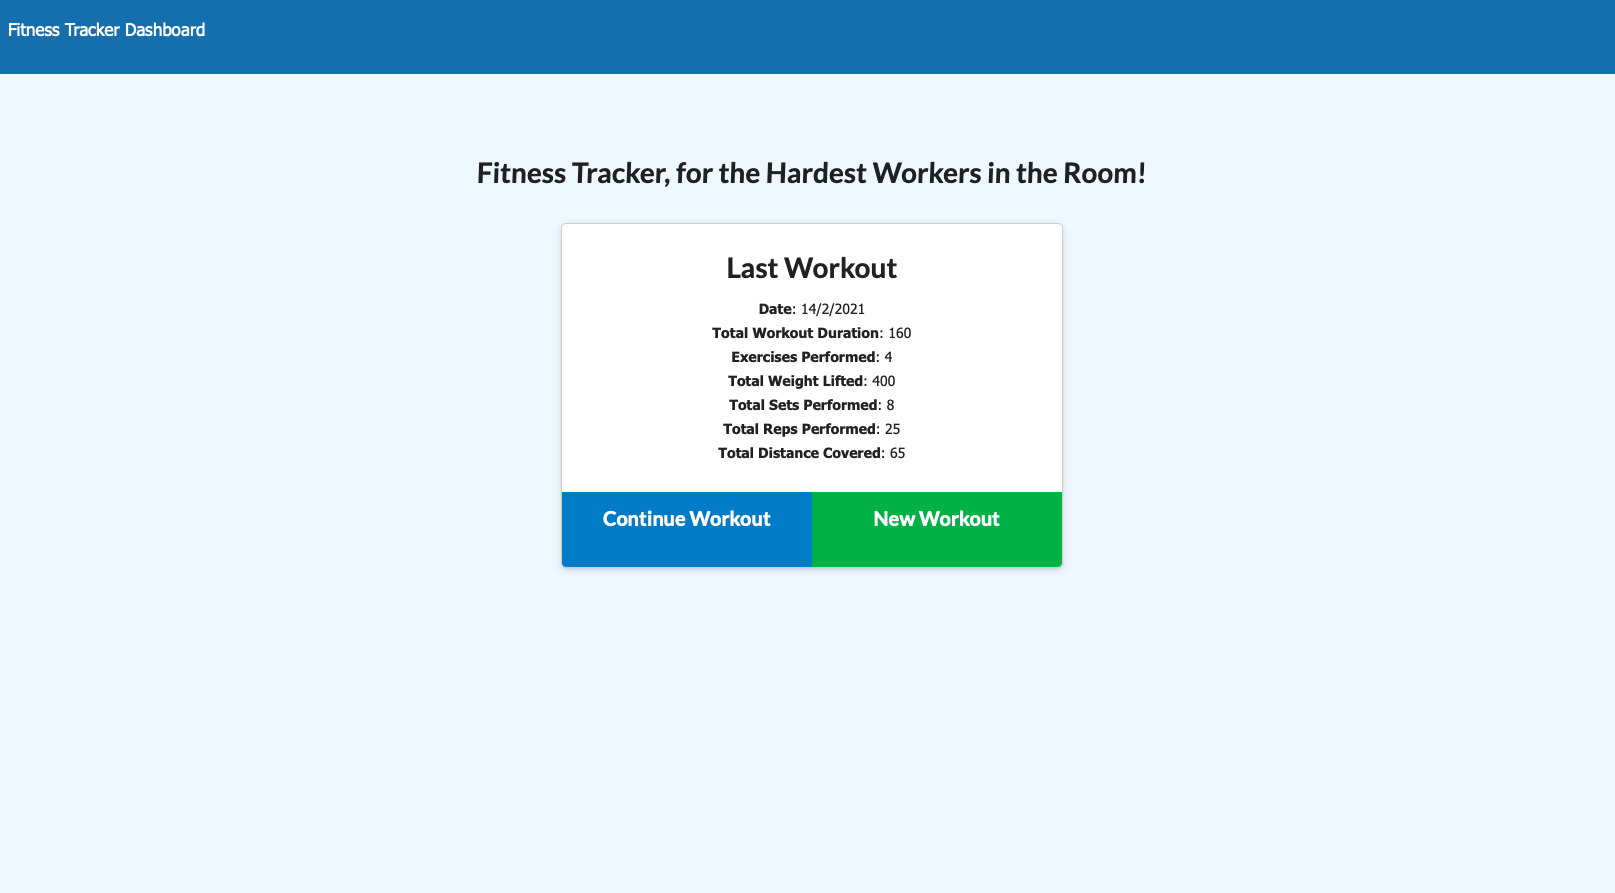 Fitness Tracker Dashboard
Fitness Tracker, for the Hardest Workers in the Room!
Last Workout
Date: 14/2/2021
Total Workout Duration: 160
Exercises Performed: 4
Total Weight Lifted: 400
Total Sets Performed: 8
Total Reps Performed: 25
Total Distance Covered: 65
Continue Workout
New Workout